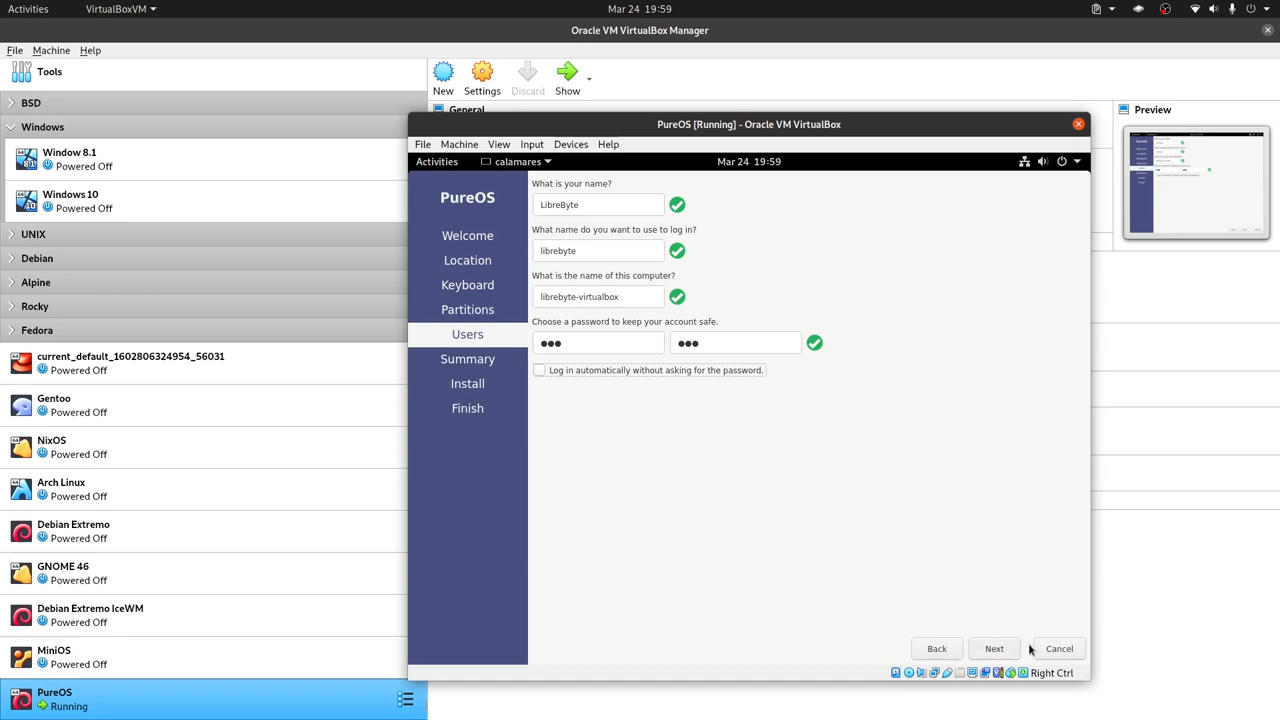 Activities VirtualBoxVM Mar 24 19:59
Oracle VM VirtualBox Manager
File Machine Help
Tools
New Settings Discard Show
BSD
Windows
Windows 8.1
Powered Off
Windows 10
Powered Off
UNIX
Debian
Alpine
Rocky
Fedora
current_default_1602806324954_56031
Powered Off
Gentoo
Powered Off
NixOS
Powered Off
Arch Linux
Powered Off
Debian Extremo
Powered Off
GNOME 46
Powered Off
Debian Extremo IceWM
Powered Off
MiniOS
Powered Off
PureOS
Running
General
Preview
PureOS [Running] - Oracle VM VirtualBox
File Machine View Input Devices Help
Activities calamares Mar 24 19:59
PureOS
Welcome
Location
Keyboard
Partitions
Users
Summary
Install
Finish
What is your name?
LibreByte
What name do you want to use to log in?
librebyte
What is the name of this computer?
librebyte-virtualbox
Choose a password to keep your account safe.
●●● ●●●
Log in automatically without asking for the password.
Back Next Cancel
Right Ctrl